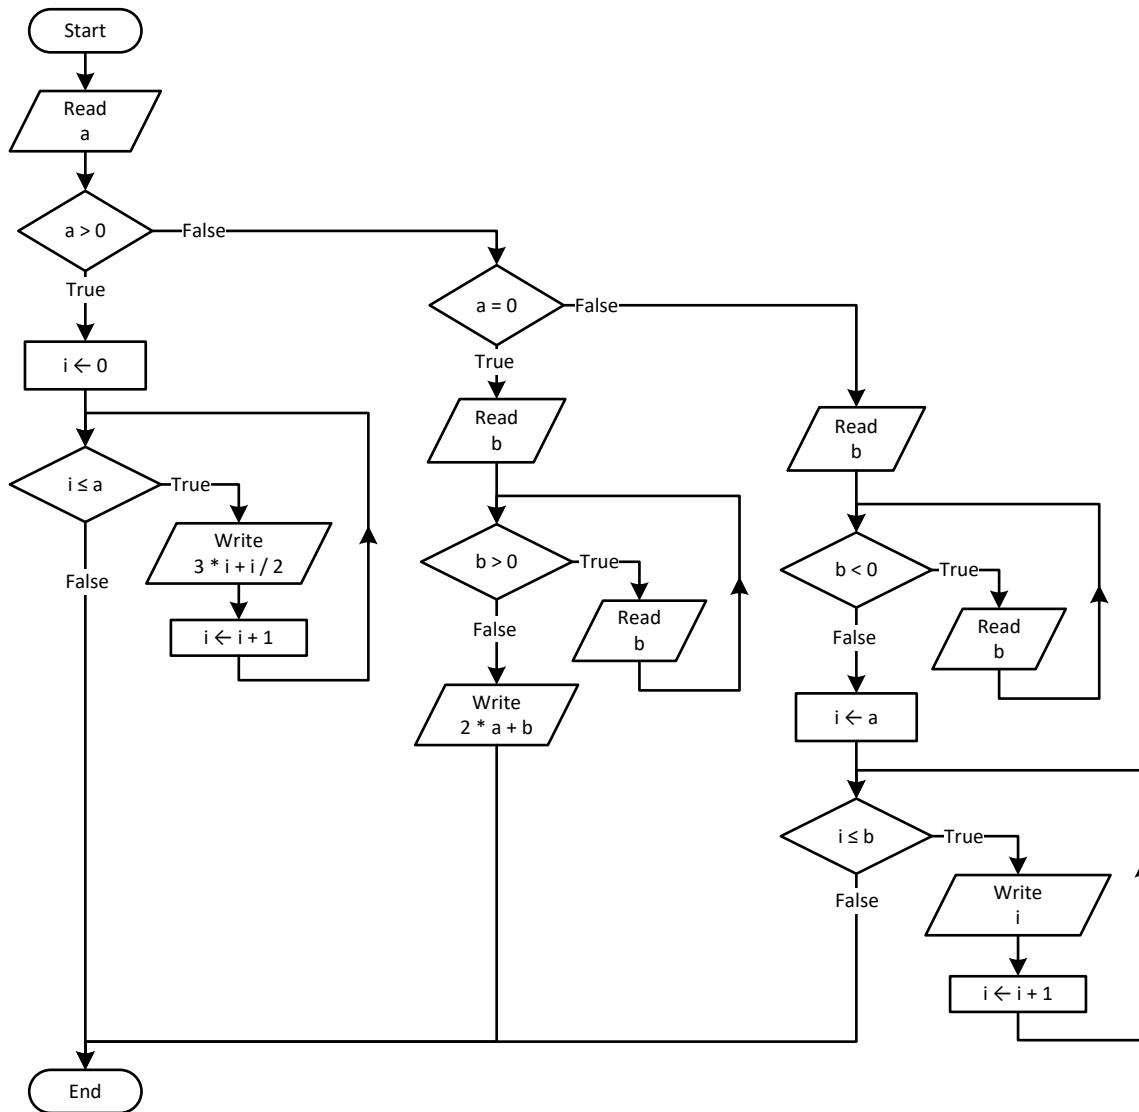 Start
Read
a
a > 0
False
True
a = 0
False
True
i ← 0
Read
b
Read
b
i ≤ a
True
Write
3 * i + i / 2
False
i ← i + 1
b > 0
True
Read
b
False
Write
2 * a + b
b < 0
True
Read
b
False
i ← a
i ≤ b
True
Write
i
False
i ← i + 1
End